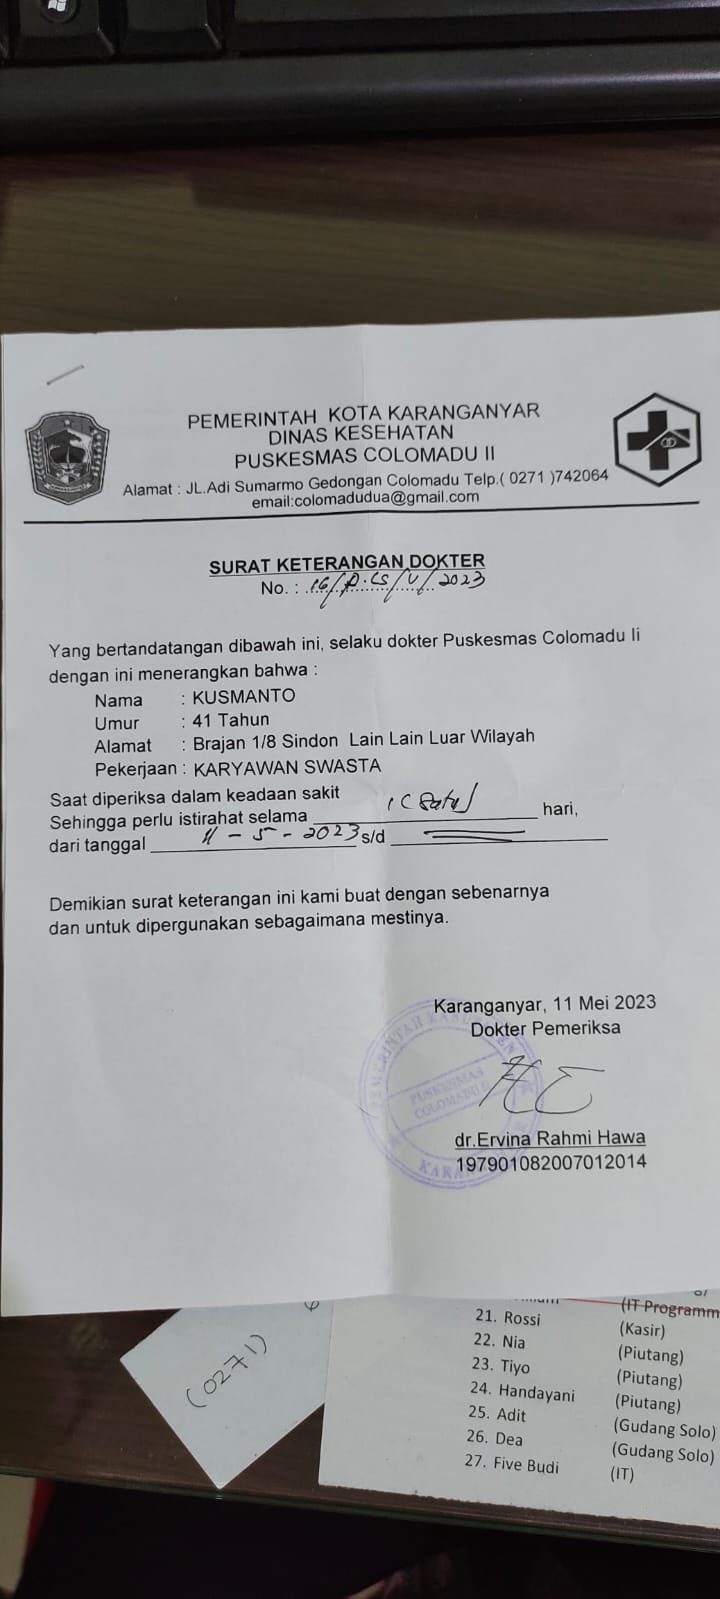 PEMERINTAH KOTA KARANGANYAR
DINAS KESEHATAN
PUSKESMAS COLOMADU II
Alamat : JL.Adi Sumarmo Gedongan Colomadu Telp.( 0271 )742064
email:colomadudua@gmail.com
SURAT KETERANGAN DOKTER
No. : 16/P.CS/V/2023
Yang bertandatangan dibawah ini, selaku dokter Puskesmas Colomadu Ii
dengan ini menerangkan bahwa :
Nama : KUSMANTO
Umur : 41 Tahun
Alamat : Brajan 1/8 Sindon Lain Lain Luar Wilayah
Pekerjaan : KARYAWAN SWASTA
Saat diperiksa dalam keadaan sakit
Sehingga perlu istirahat selama 1 (Satu) hari,
dari tanggal 11 - 5 - 2023 s/d
Demikian surat keterangan ini kami buat dengan sebenarnya
dan untuk dipergunakan sebagaimana mestinya.
Karanganyar, 11 Mei 2023
Dokter Pemeriksa
PUSKESMAS
COLOMADU II
dr.Ervina Rahmi Hawa
197901082007012014
(0271)
(IT Programm
21. Rossi (Kasir)
22. Nia (Piutang)
23. Tiyo (Piutang)
24. Handayani (Piutang)
25. Adit (Gudang Solo)
26. Dea (Gudang Solo)
27. Five Budi (IT)